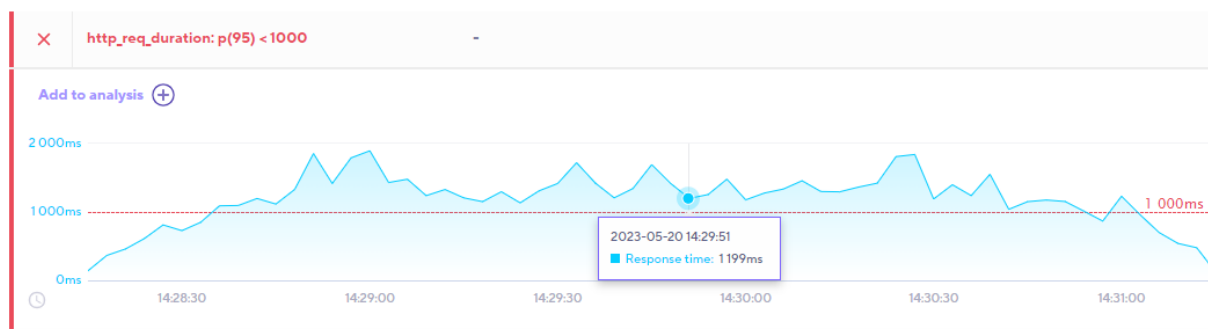 http_req_duration: p(95) < 1000 -
Add to analysis
2 000ms
1 000ms
1 000ms
2023-05-20 14:29:51
Response time: 1 199ms
0ms
14:28:30 14:29:00 14:29:30 14:30:00 14:30:30 14:31:00